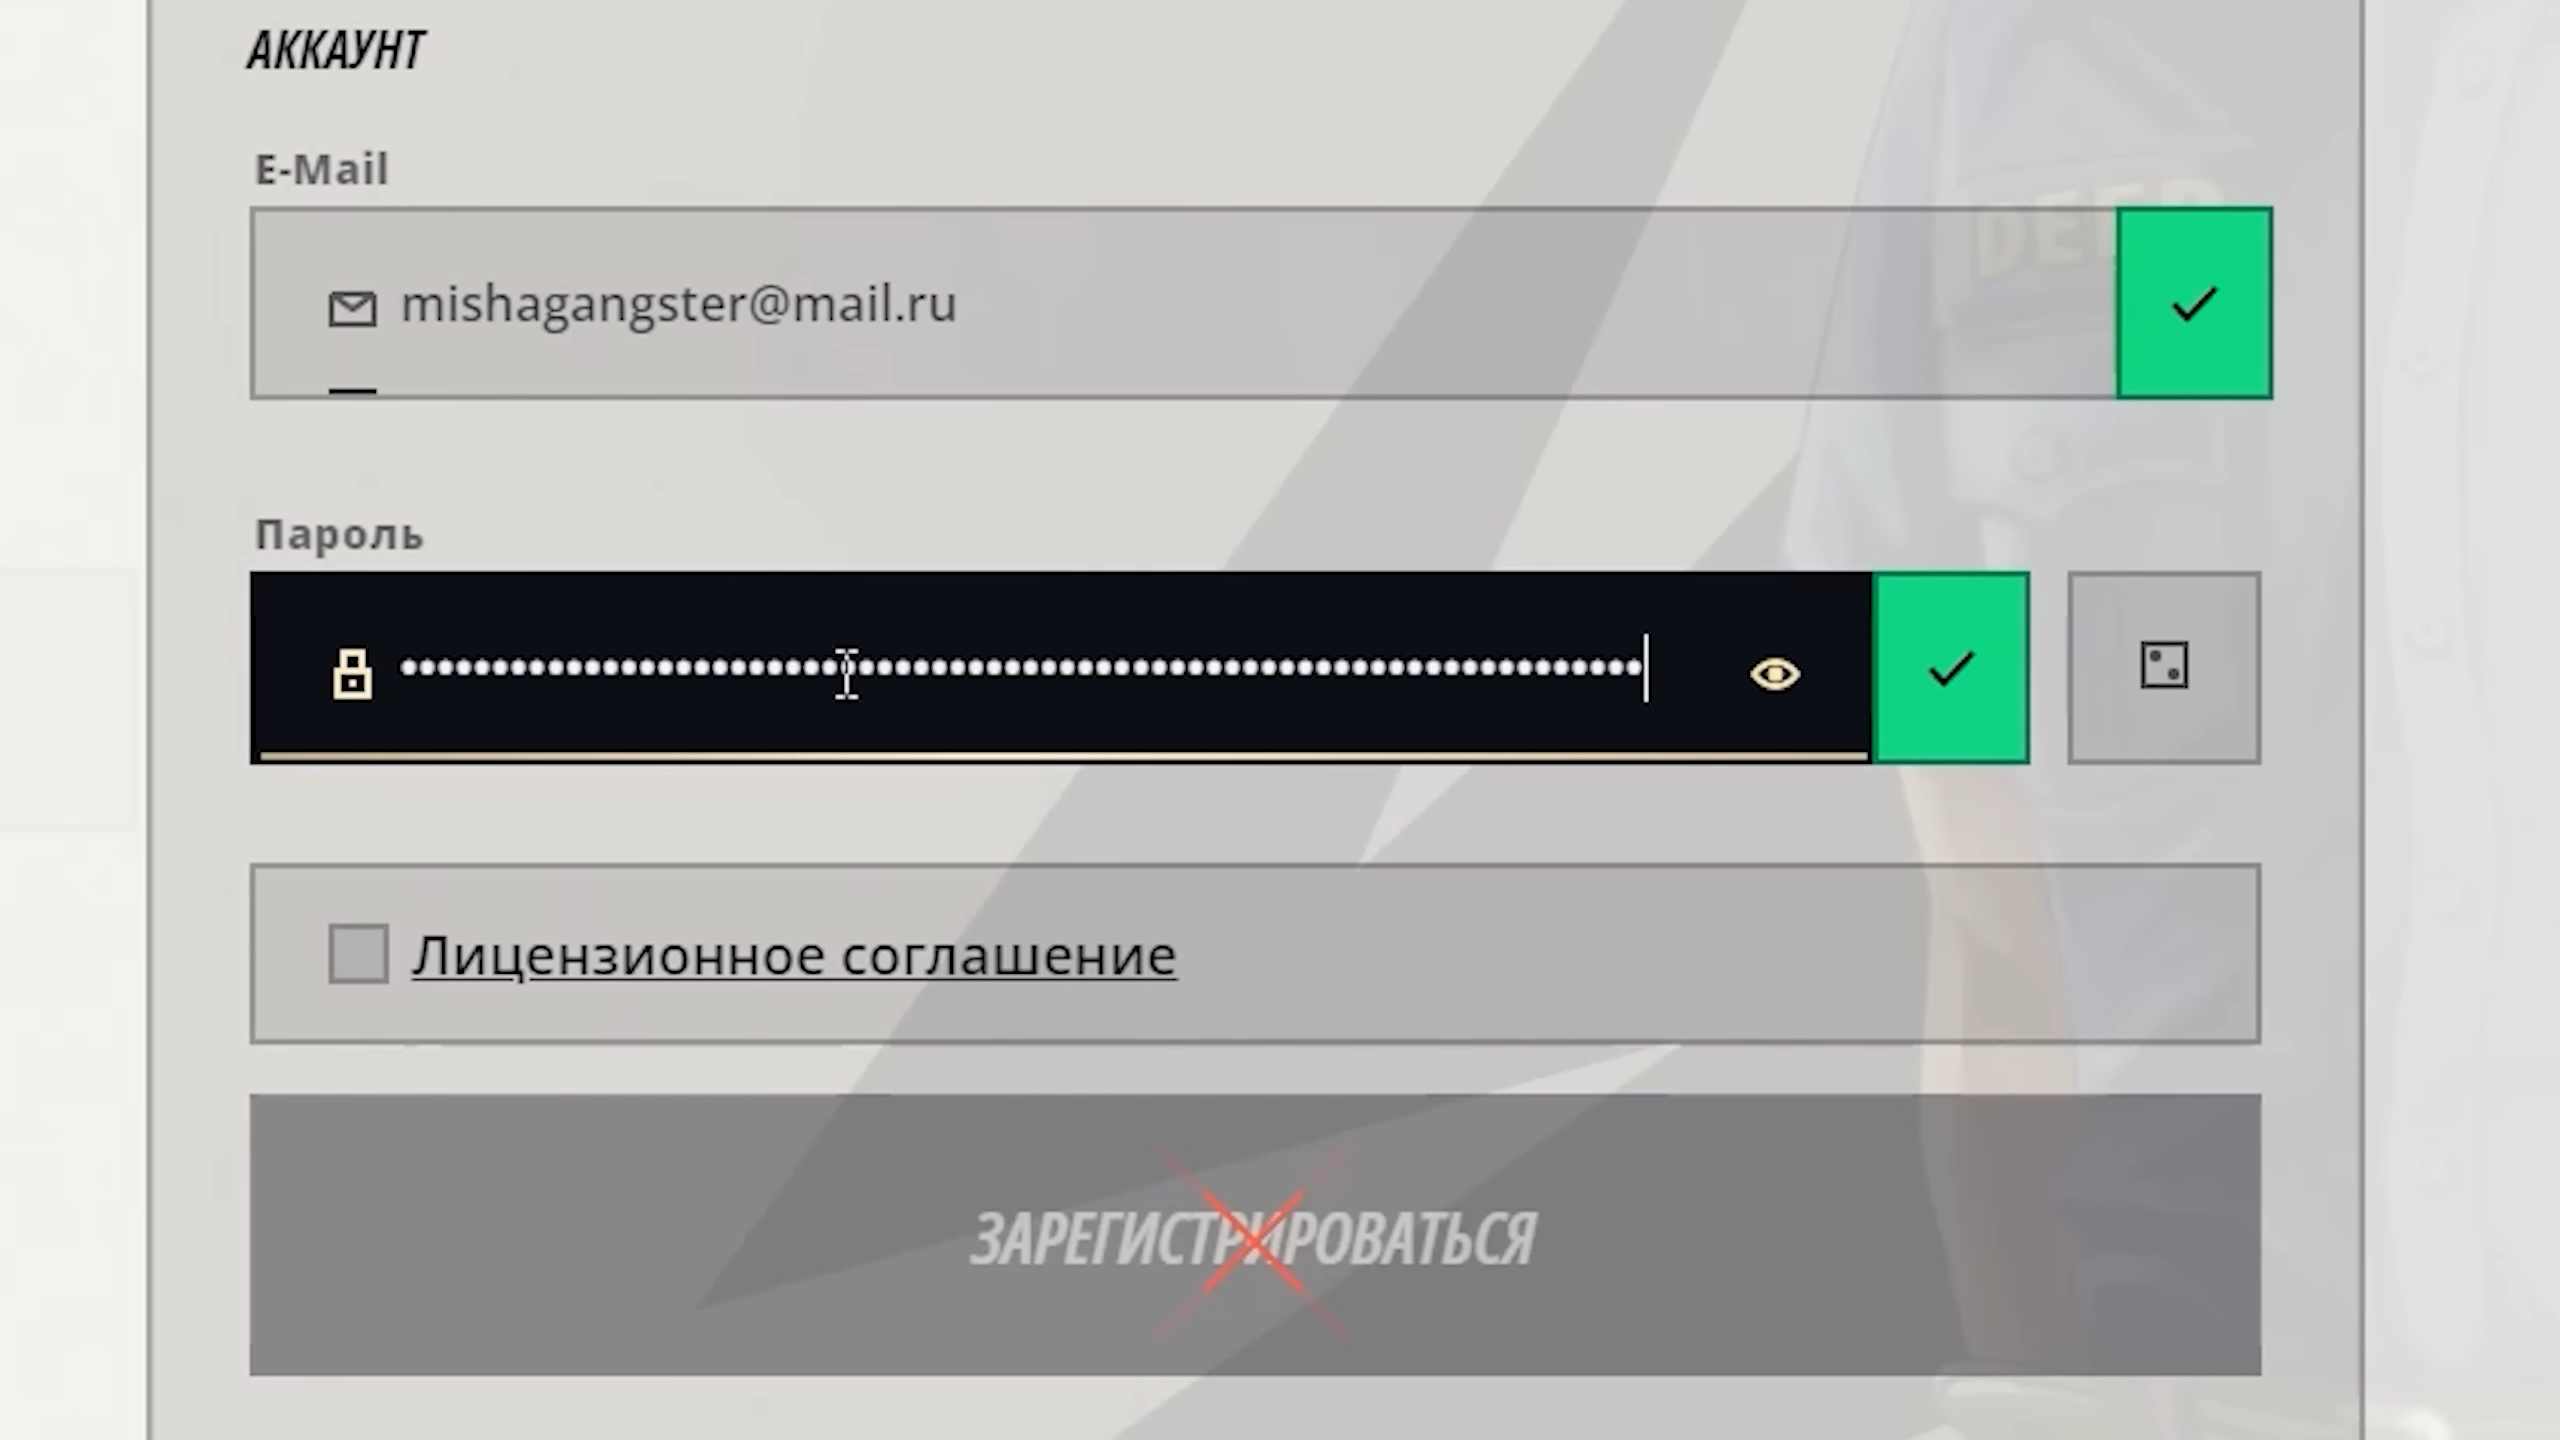 АККАУНТ
E-Mail
mishagangster@mail.ru
Пароль
Лицензионное соглашение
ЗАРЕГИСТРИРОВАТЬСЯ